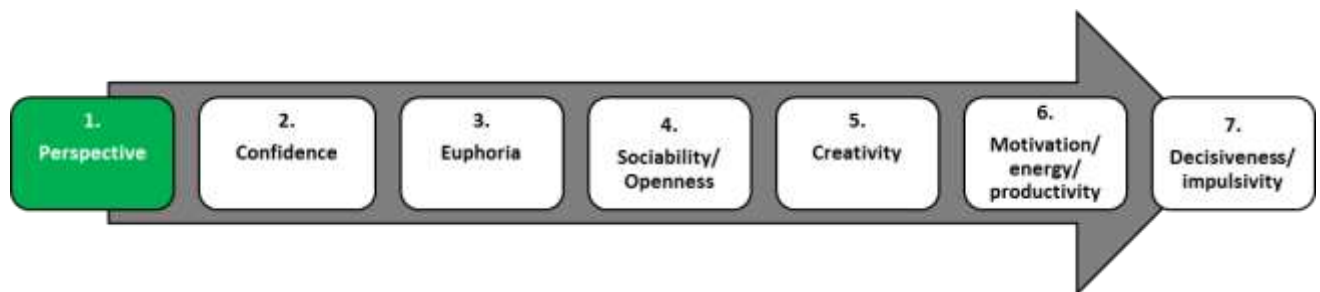 1.
Perspective
2.
Confidence
3.
Euphoria
4.
Sociability/
Openness
5.
Creativity
6.
Motivation/
energy/
productivity
7.
Decisiveness/
impulsivity